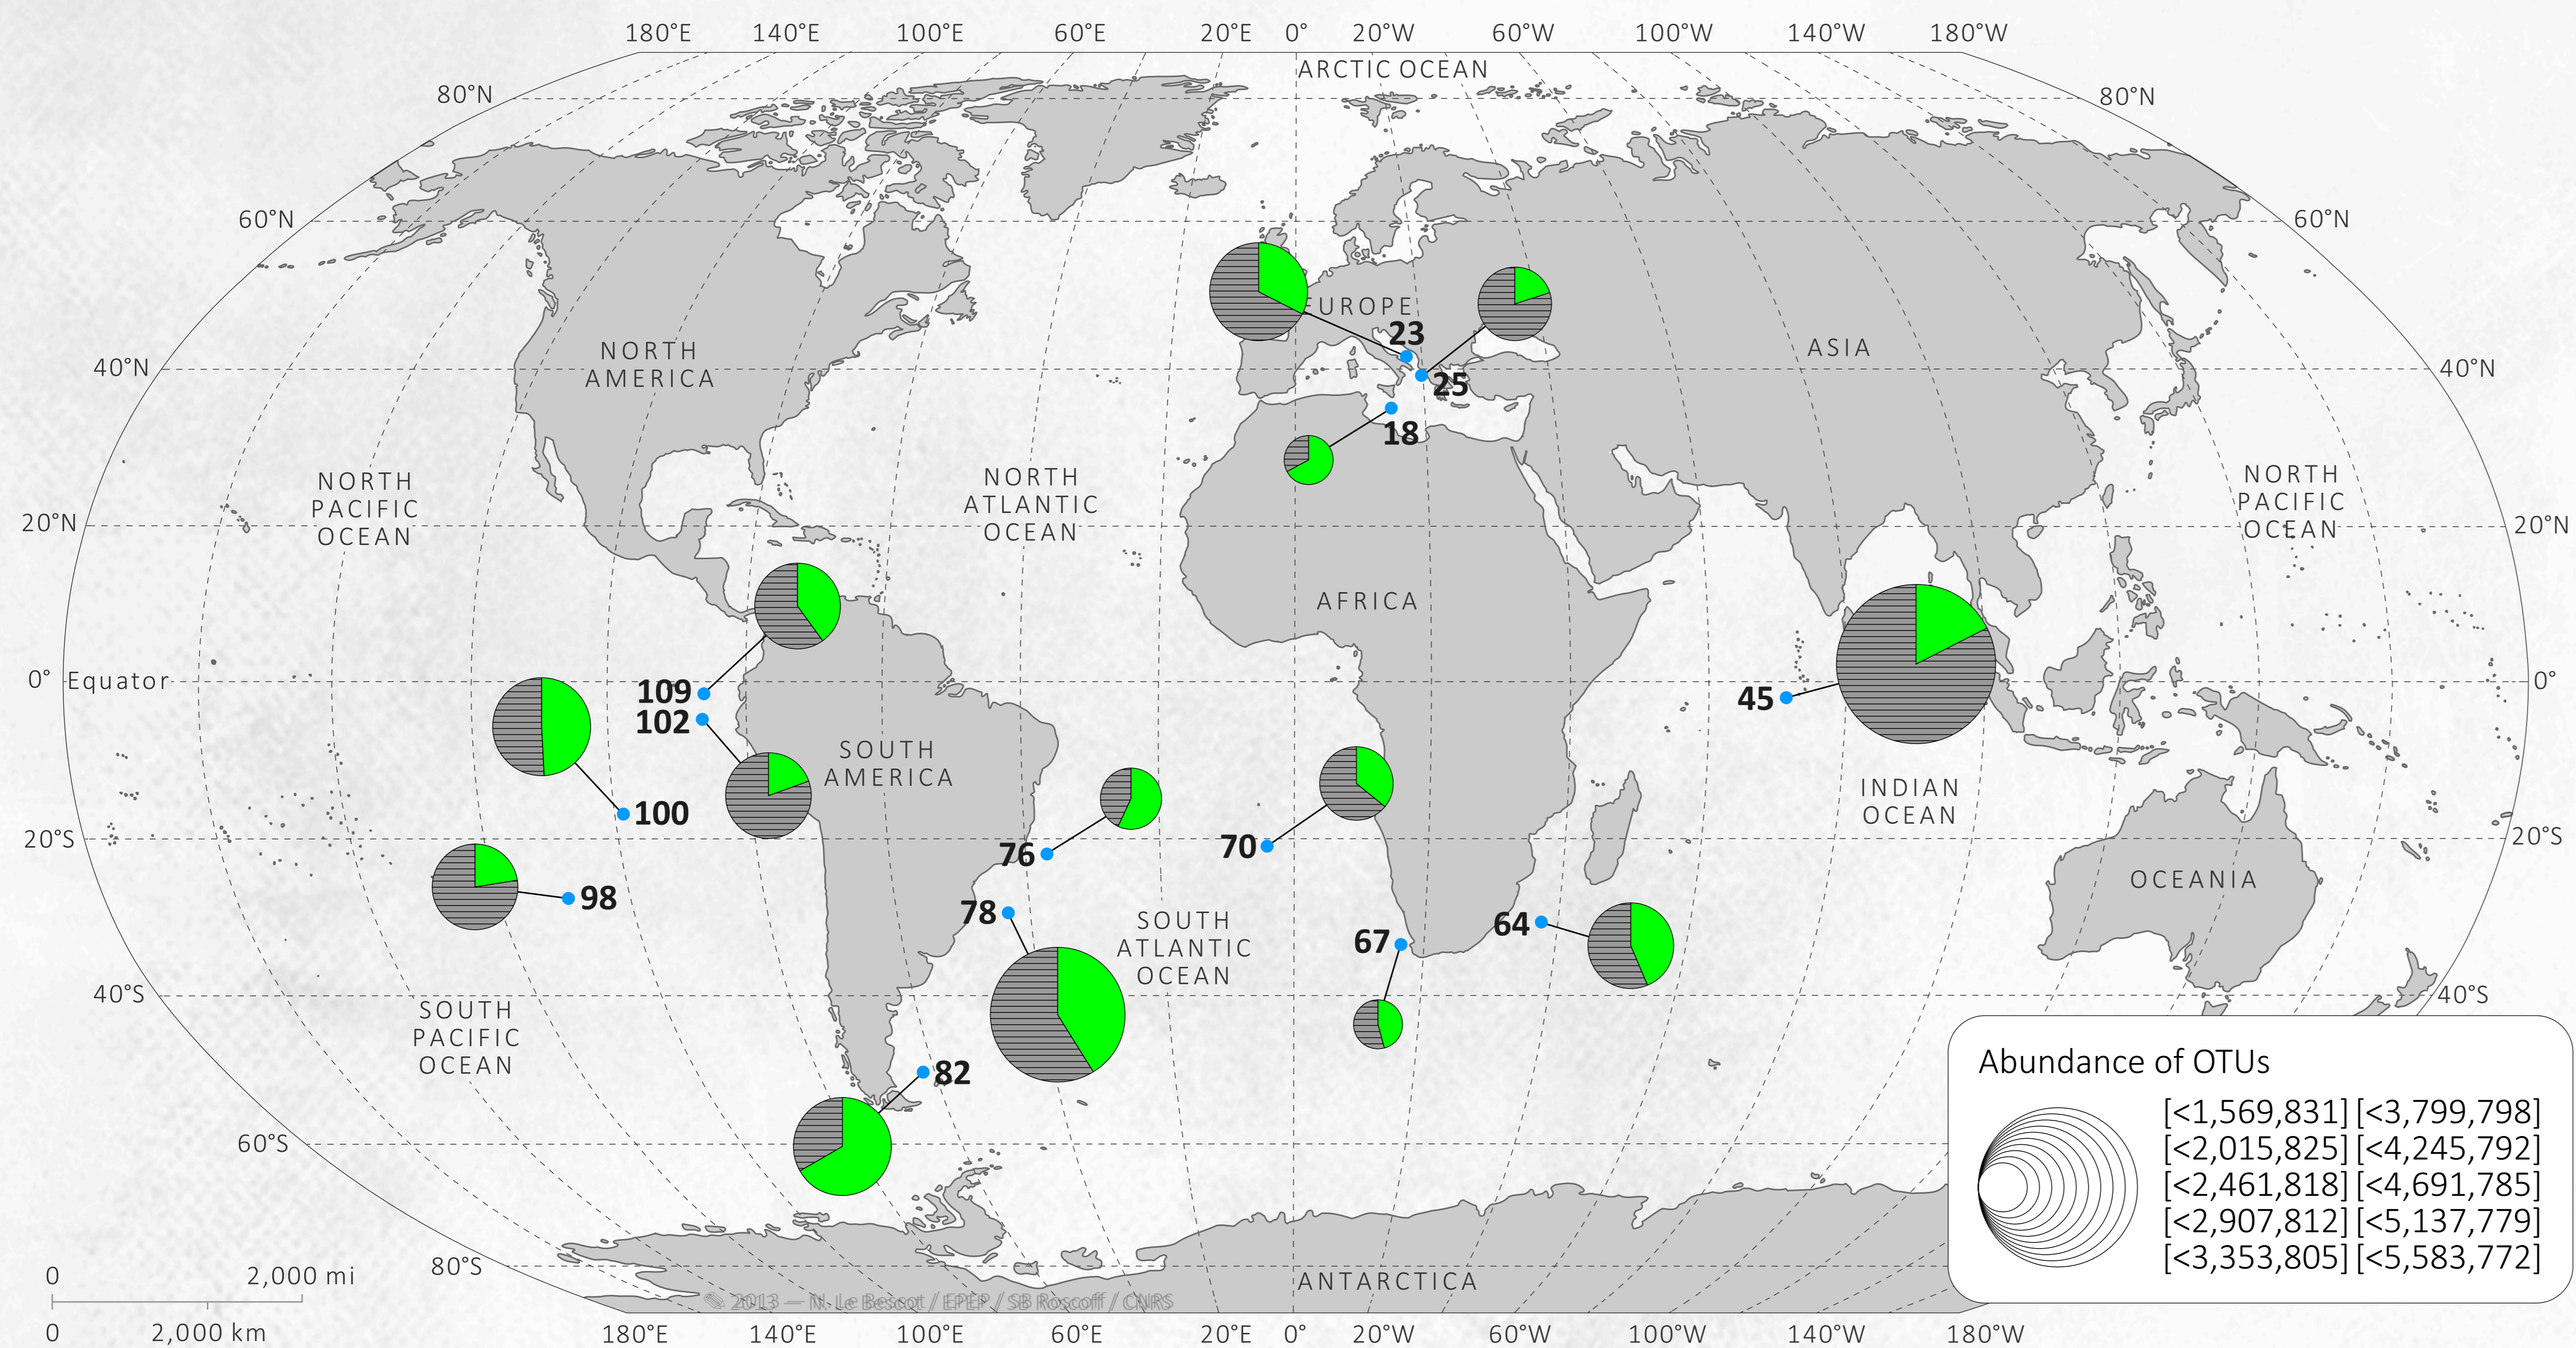 180°E 140°E 100°E 60°E 20°E 0° 20°W 60°W 100°W 140°W 180°W
ARCTIC OCEAN
80°N 80°N
60°N 60°N
EUROPE
23
NORTH
AMERICA
ASIA
40°N 40°N
25
18
NORTH
PACIFIC
OCEAN
NORTH
ATLANTIC
OCEAN
NORTH
PACIFIC
OCEAN
20°N 20°N
AFRICA
0° Equator 0°
109
102
45
SOUTH
AMERICA
INDIAN
OCEAN
100
20°S 20°S
76
70
OCEANIA
98
78
SOUTH
ATLANTIC
OCEAN
64
67
40°S 40°S
SOUTH
PACIFIC
OCEAN
82
60°S
80°S
ANTARCTICA
Abundance of OTUs
[<1,569,831] [<3,799,798]
[<2,015,825] [<4,245,792]
[<2,461,818] [<4,691,785]
[<2,907,812] [<5,137,779]
[<3,353,805] [<5,583,772]
0 2,000 mi
0 2,000 km
2013 — N. Le Bescot / EPEP / SB Roscoff / CNRS
180°E 140°E 100°E 60°E 20°E 0° 20°W 60°W 100°W 140°W 180°W